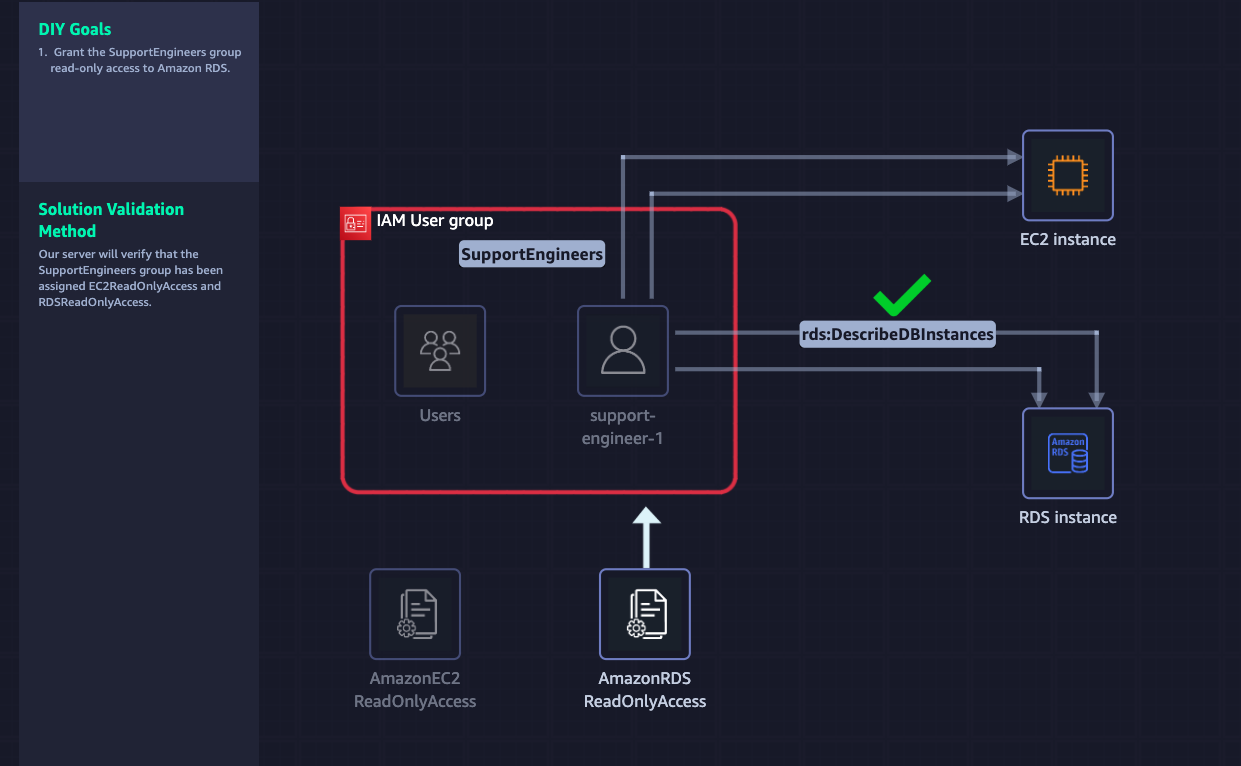 DIY Goals
1. Grant the SupportEngineers group
read-only access to Amazon RDS.
Solution Validation
Method
Our server will verify that the
SupportEngineers group has been
assigned EC2ReadOnlyAccess and
RDSReadOnlyAccess.
IAM User group
SupportEngineers
Users
support-
engineer-1
EC2 instance
rds:DescribeDBInstances
Amazon
RDS
RDS instance
AmazonEC2
ReadOnlyAccess
AmazonRDS
ReadOnlyAccess